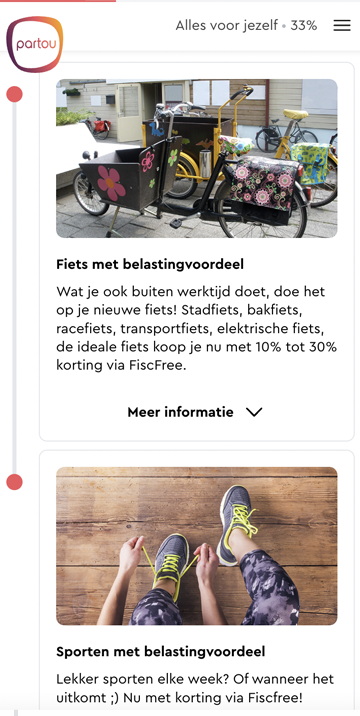 partou
Alles voor jezelf • 33%
Fiets met belastingvoordeel
Wat je ook buiten werktijd doet, doe het
op je nieuwe fiets! Stadfiets, bakfiets,
racefiets, transportfiets, elektrische fiets,
de ideale fiets koop je nu met 10% tot 30%
korting via FiscFree.
Meer informatie
Sporten met belastingvoordeel
Lekker sporten elke week? Of wanneer het
uitkomt ;) Nu met korting via Fiscfree!